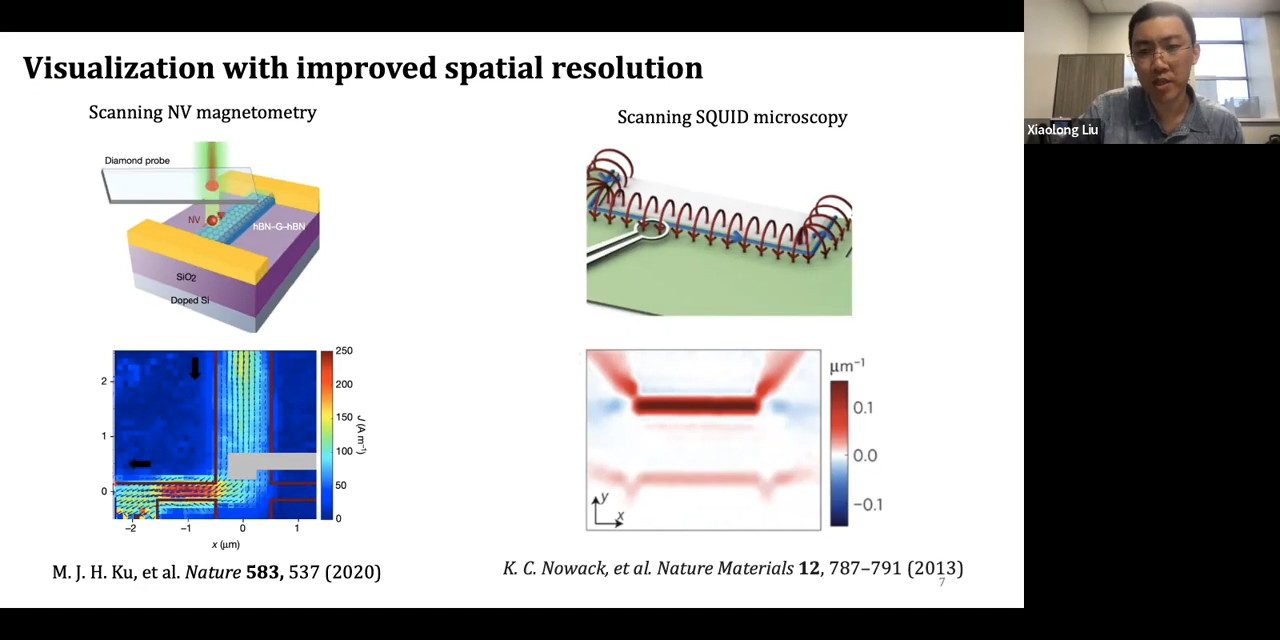 Visualization with improved spatial resolution
Scanning NV magnetometry
Diamond probe
NV
hBN–G–hBN
SiO2
Doped Si
250
200
150
100
50
0
J (A m⁻¹)
2
1
0
−2
−1
0
1
x (μm)
M. J. H. Ku, et al. Nature 583, 537 (2020)
Scanning SQUID microscopy
μm⁻¹
0.1
0.0
−0.1
y
x
K. C. Nowack, et al. Nature Materials 12, 787–791 (2013)
7
Xiaolong Liu